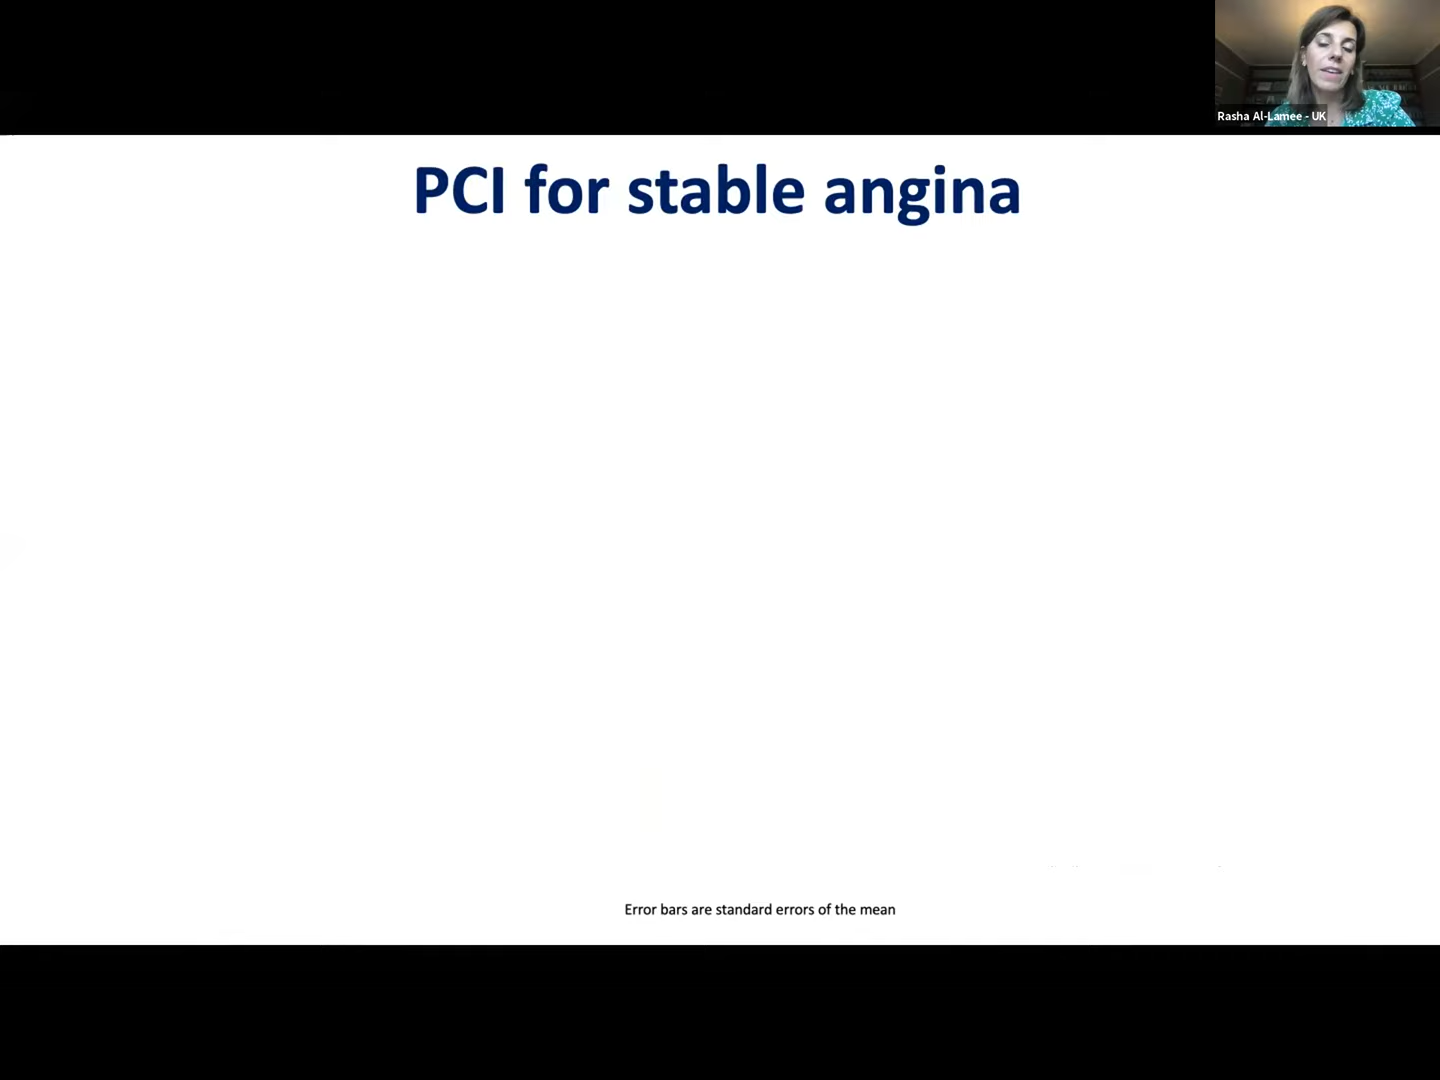 Rasha Al-Lamee - UK
PCI for stable angina
Error bars are standard errors of the mean